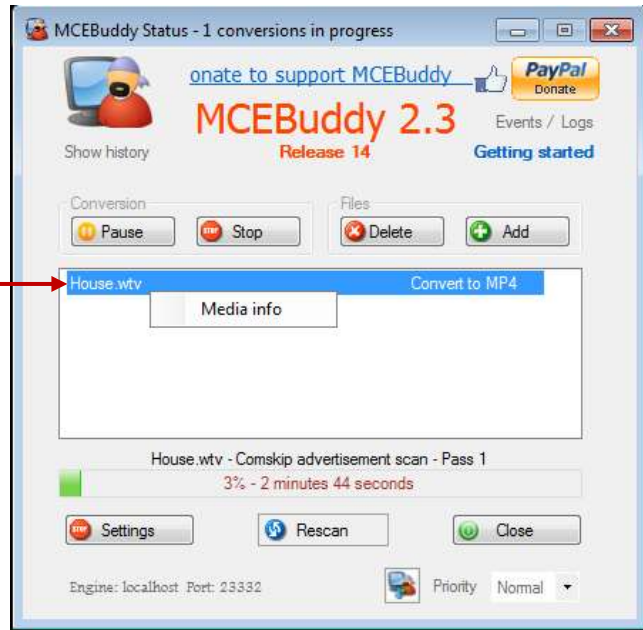 MCEBuddy Status - 1 conversions in progress
onate to support MCEBuddy
PayPal
Donate
MCEBuddy 2.3
Events / Logs
Show history
Release 14
Getting started
Conversion
Files
Pause
STOP
Stop
Delete
Add
House.wtv
Convert to MP4
Media info
House.wtv - Comskip advertisement scan - Pass 1
3% - 2 minutes 44 seconds
STOP
Settings
Rescan
Close
Engine: localhost Port: 23332
Priority
Normal